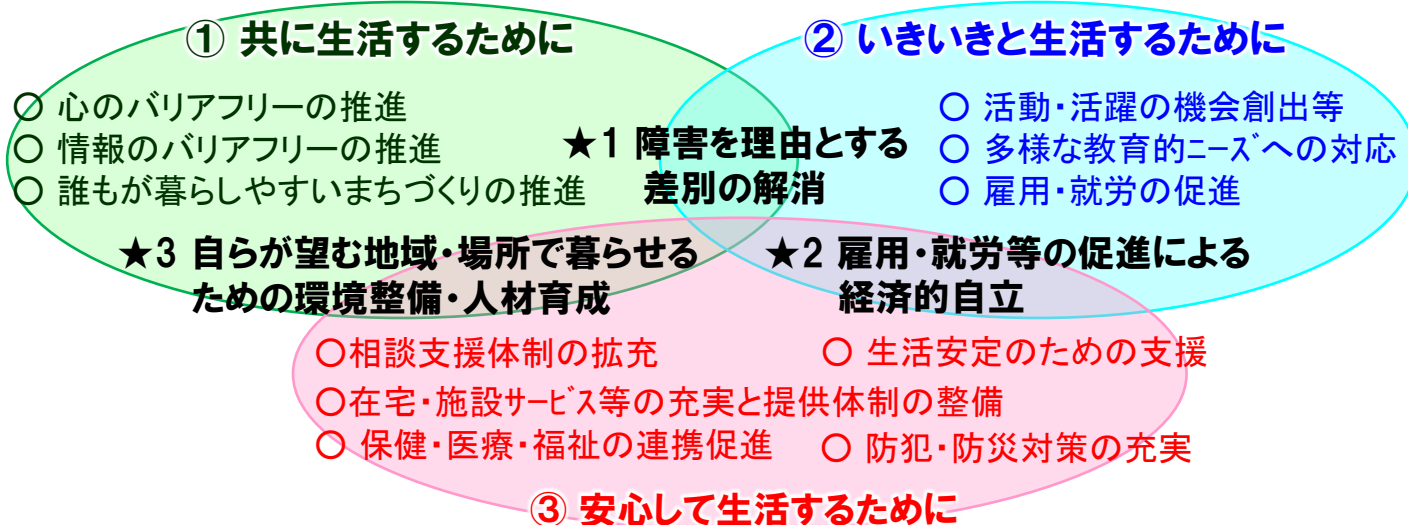 ① 共に生活するために
② いきいきと生活するために
○ 心のバリアフリーの推進
○ 情報のバリアフリーの推進
○ 誰もが暮らしやすいまちづくりの推進
★1 障害を理由とする
差別の解消
○ 活動・活躍の機会創出等
○ 多様な教育的ニーズへの対応
○ 雇用・就労の促進
★3 自らが望む地域・場所で暮らせる
ための環境整備・人材育成
★2 雇用・就労等の促進による
経済的自立
○相談支援体制の拡充
○ 生活安定のための支援
○在宅・施設サービス等の充実と提供体制の整備
○ 保健・医療・福祉の連携促進
○ 防犯・防災対策の充実
③ 安心して生活するために